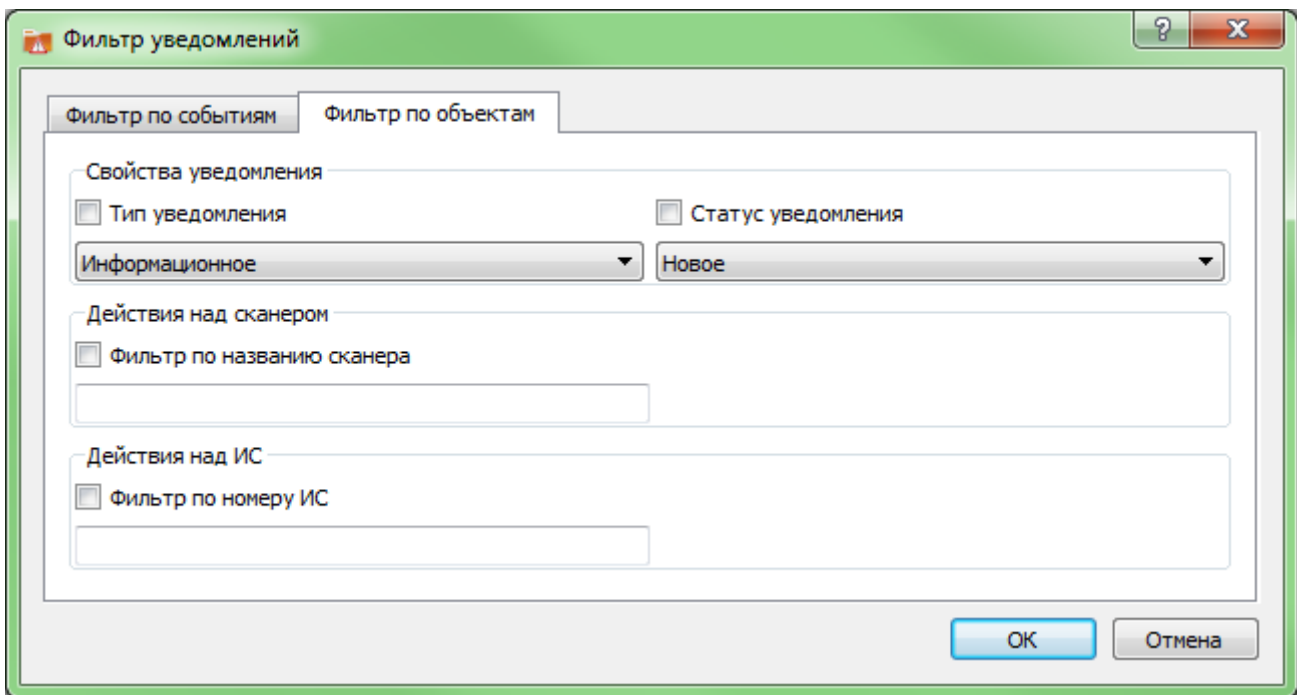 Фильтр уведомлений
Фильтр по событиям Фильтр по объектам
Свойства уведомления
Тип уведомления Статус уведомления
Информационное Новое
Действия над сканером
Фильтр по названию сканера
Действия над ИС
Фильтр по номеру ИС
ОК Отмена